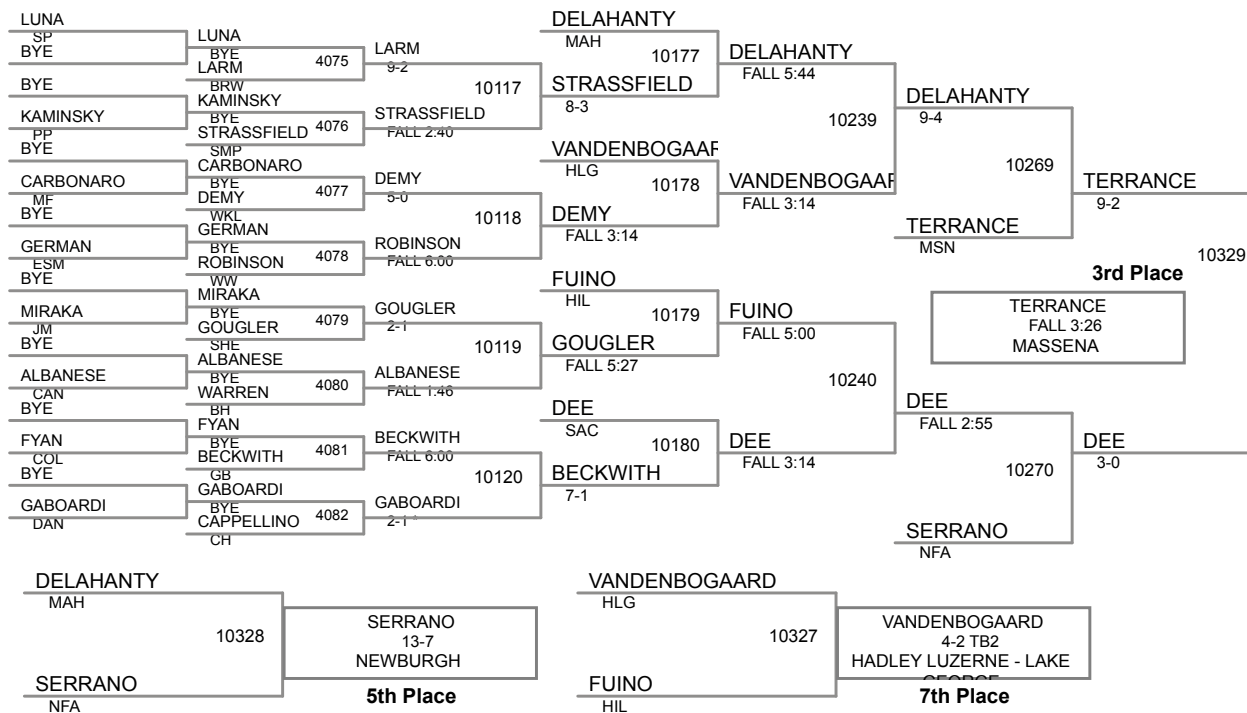 LUNA
SP
BYE
BYE
KAMINSKY
PP
BYE
CARBONARO
MF
BYE
GERMAN
ESM
BYE
MIRAKA
JM
BYE
ALBANESE
CAN
BYE
FYAN
COL
BYE
GABOARDI
DAN
LUNA
BYE
4075
LARM
BRW
KAMINSKY
BYE
4076
STRASSFIELD
SMP
CARBONARO
BYE
4077
DEMY
WKL
GERMAN
BYE
4078
ROBINSON
WW
MIRAKA
BYE
4079
GOUGLER
SHE
ALBANESE
BYE
4080
WARREN
BH
FYAN
BYE
4081
BECKWITH
GB
GABOARDI
BYE
4082
CAPPELLINO
CH
LARM
9-2
10117
STRASSFIELD
FALL 2:40
DEMY
5-0
10118
ROBINSON
FALL 6:00
GOUGLER
2-1
10119
ALBANESE
FALL 1:46
BECKWITH
FALL 6:00
10120
GABOARDI
2-1 *
DELAHANTY
MAH
10177
STRASSFIELD
8-3
VANDENBOGAAR
HLG
10178
DEMY
FALL 3:14
FUINO
HIL
10179
GOUGLER
FALL 5:27
DEE
SAC
10180
BECKWITH
7-1
DELAHANTY
FALL 5:44
10239
VANDENBOGAAR
FALL 3:14
FUINO
FALL 5:00
10240
DEE
FALL 3:14
DELAHANTY
9-4
10269
TERRANCE
MSN
DEE
FALL 2:55
10270
SERRANO
NFA
TERRANCE
9-2
10329
3rd Place
TERRANCE
FALL 3:26
MASSENA
DEE
3-0
DELAHANTY
MAH
10328
SERRANO
NFA
SERRANO
13-7
NEWBURGH
5th Place
VANDENBOGAARD
HLG
10327
FUINO
HIL
VANDENBOGAARD
4-2 TB2
HADLEY LUZERNE - LAKE
GEORGE
7th Place